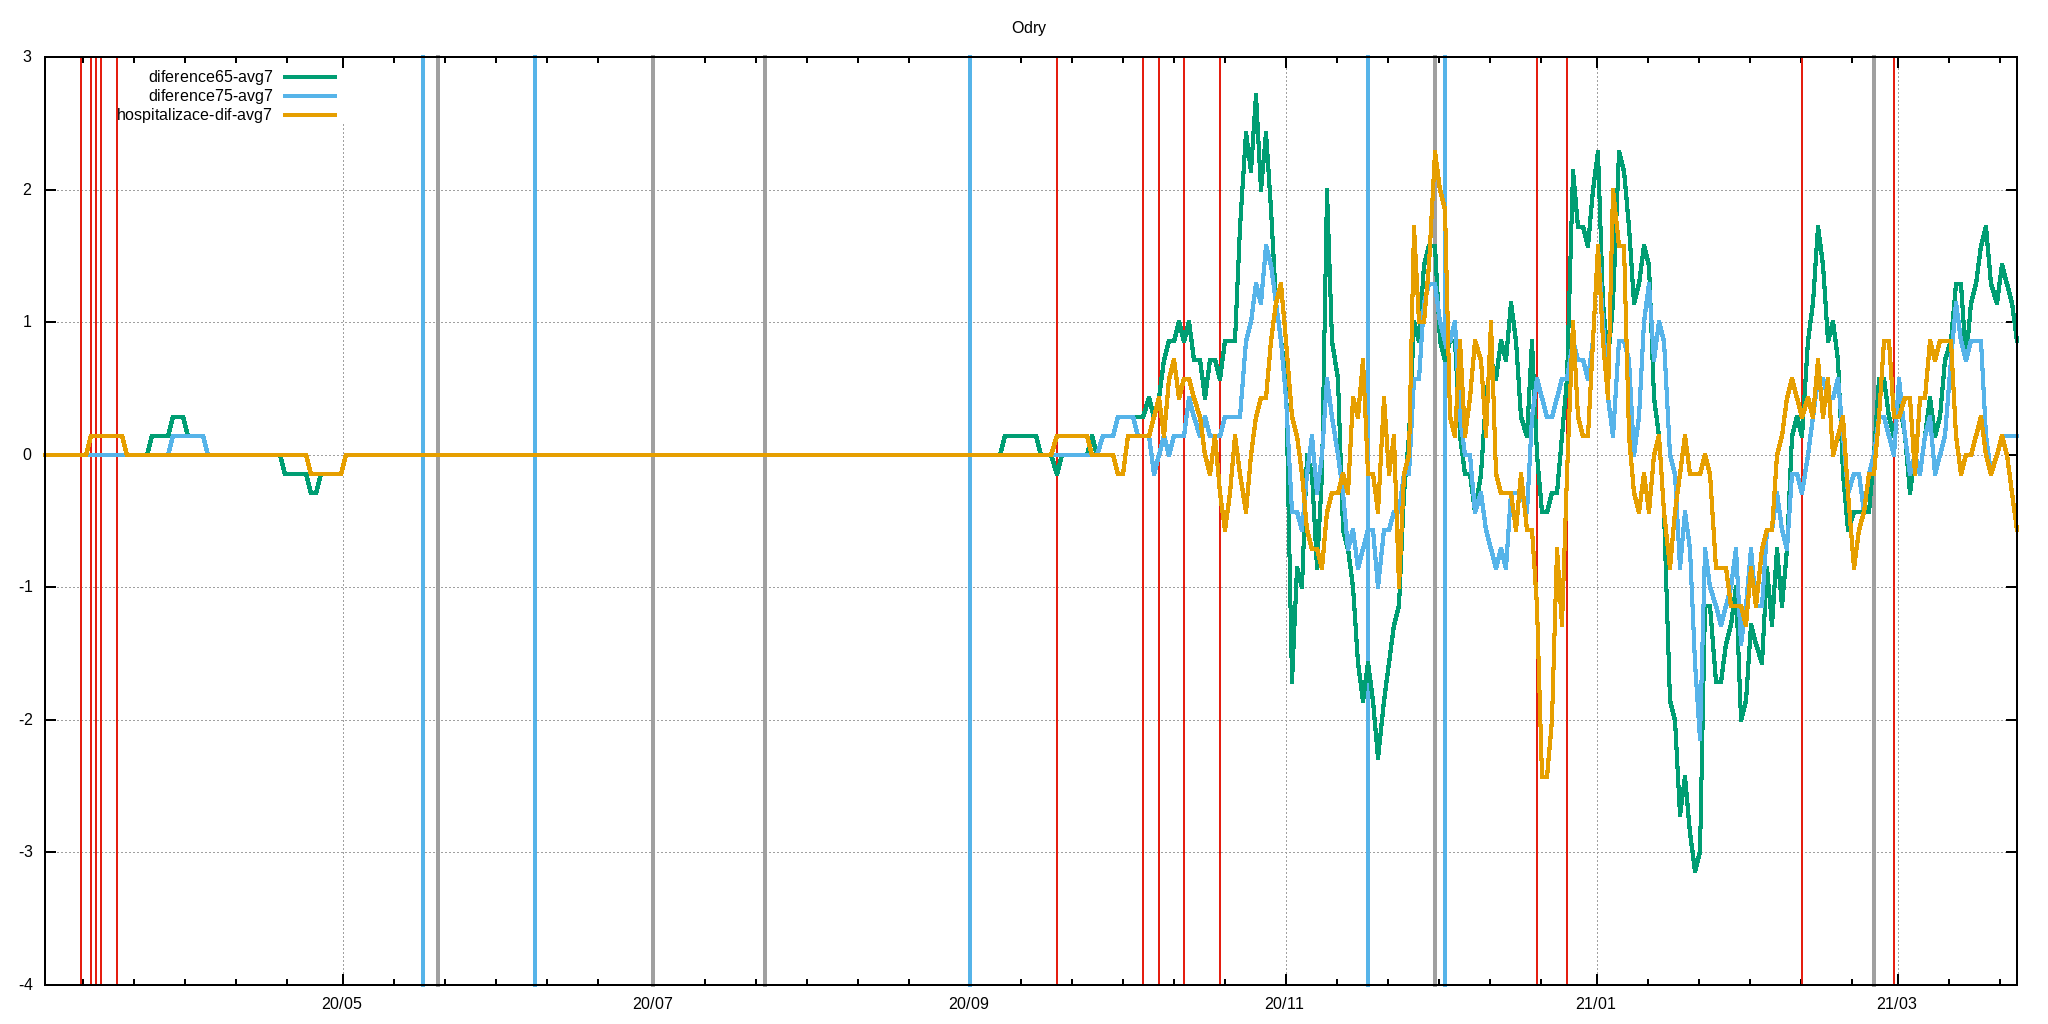 Odry
3
diference65-avg7
diference75-avg7
hospitalizace-dif-avg7
2
1
0
-1
-2
-3
-4
20/05 20/07 20/09 20/11 21/01 21/03